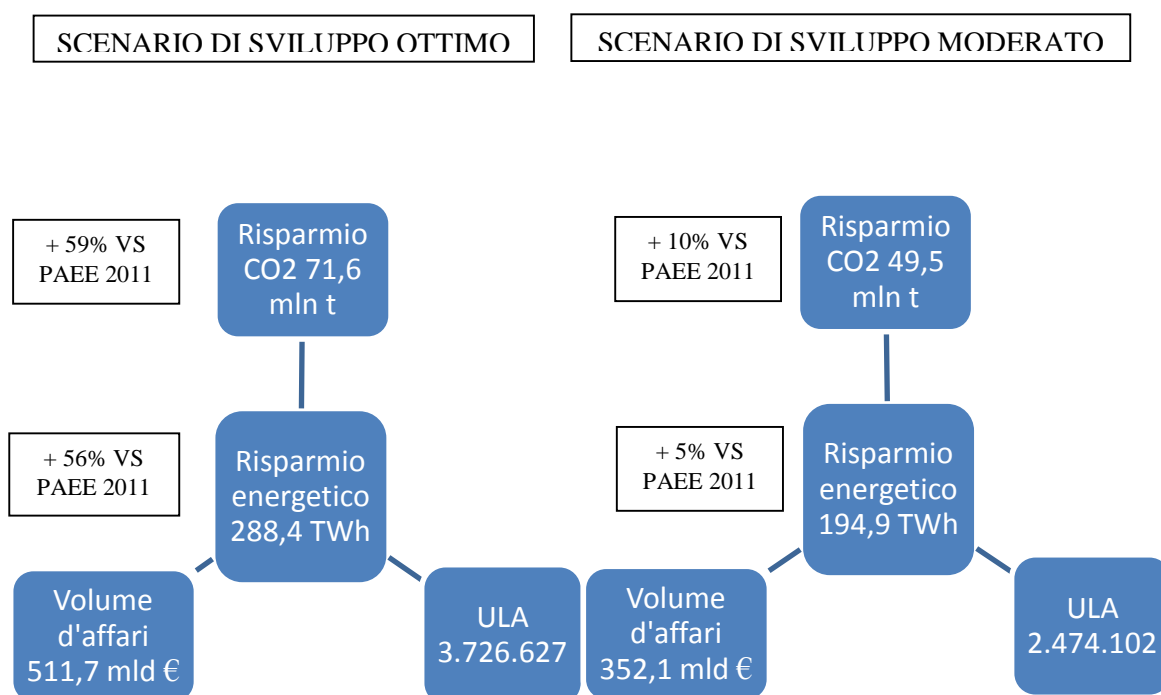 SCENARIO DI SVILUPPO OTTIMO
SCENARIO DI SVILUPPO MODERATO
+ 59% VS
PAEE 2011
Risparmio
CO2 71,6
mln t
+ 56% VS
PAEE 2011
Risparmio
energetico
288,4 TWh
Volume
d'affari
511,7 mld €
ULA
3.726.627
+ 10% VS
PAEE 2011
Risparmio
CO2 49,5
mln t
+ 5% VS
PAEE 2011
Risparmio
energetico
194,9 TWh
Volume
d'affari
352,1 mld €
ULA
2.474.102